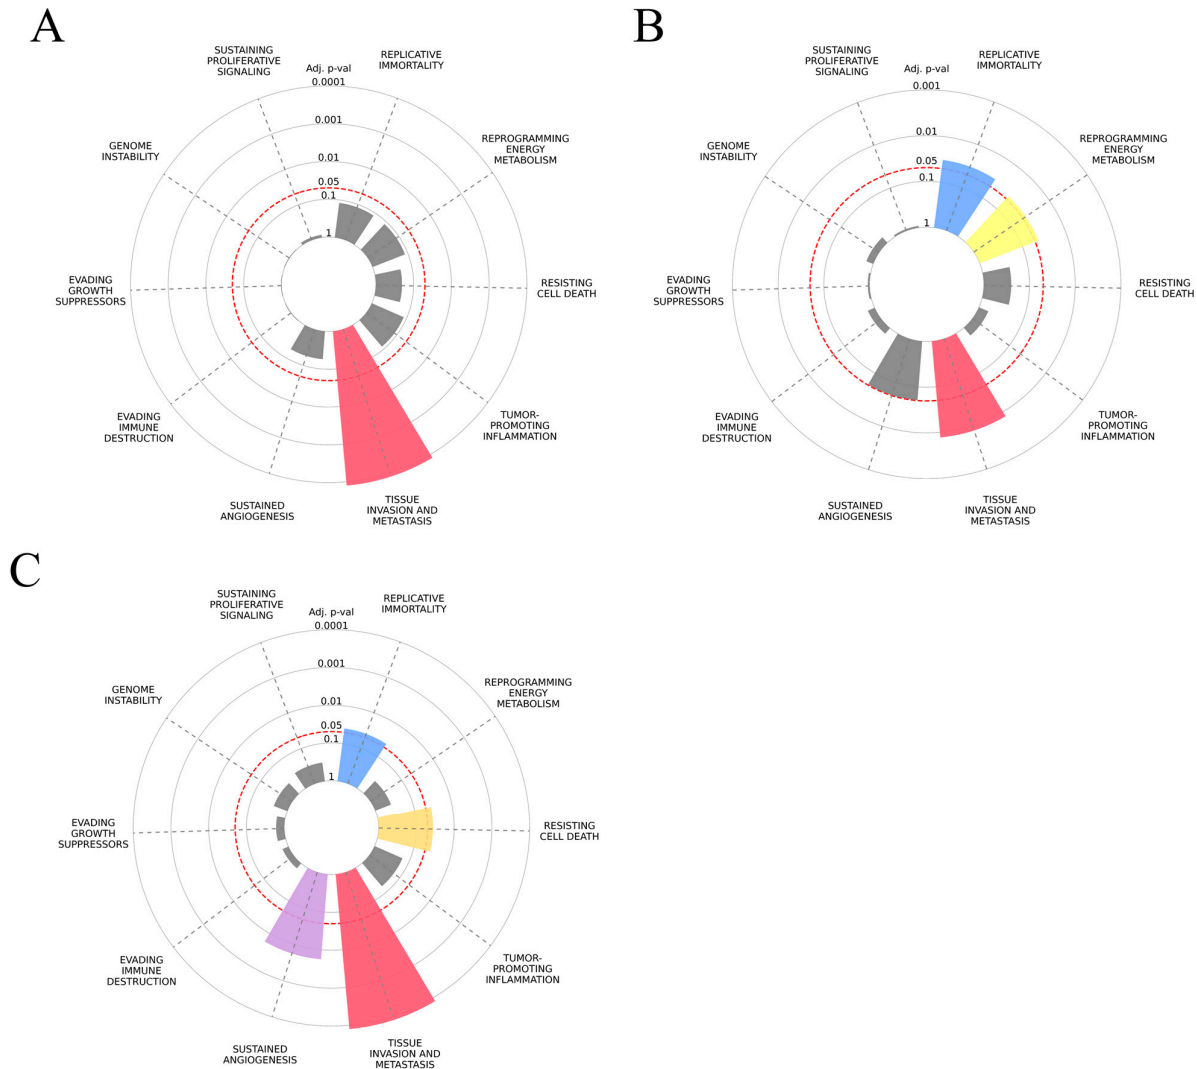 A
SUSTAINING
PROLIFERATIVE
SIGNALING
Adj. p-val
0.0001
REPLICATIVE
IMMORTALITY
0.001
GENOME
INSTABILITY
REPROGRAMMING
ENERGY
METABOLISM
0.01
0.05
0.1
1
EVADING
GROWTH
SUPPRESSORS
RESISTING
CELL DEATH
EVADING
IMMUNE
DESTRUCTION
TUMOR-
PROMOTING
INFLAMMATION
SUSTAINED
ANGIOGENESIS
TISSUE
INVASION AND
METASTASIS
B
SUSTAINING
PROLIFERATIVE
SIGNALING
Adj. p-val
0.001
REPLICATIVE
IMMORTALITY
0.01
GENOME
INSTABILITY
REPROGRAMMING
ENERGY
METABOLISM
0.05
0.1
1
EVADING
GROWTH
SUPPRESSORS
RESISTING
CELL DEATH
EVADING
IMMUNE
DESTRUCTION
TUMOR-
PROMOTING
INFLAMMATION
SUSTAINED
ANGIOGENESIS
TISSUE
INVASION AND
METASTASIS
C
SUSTAINING
PROLIFERATIVE
SIGNALING
Adj. p-val
0.0001
REPLICATIVE
IMMORTALITY
0.001
GENOME
INSTABILITY
REPROGRAMMING
ENERGY
METABOLISM
0.01
0.05
0.1
1
EVADING
GROWTH
SUPPRESSORS
RESISTING
CELL DEATH
EVADING
IMMUNE
DESTRUCTION
TUMOR-
PROMOTING
INFLAMMATION
SUSTAINED
ANGIOGENESIS
TISSUE
INVASION AND
METASTASIS